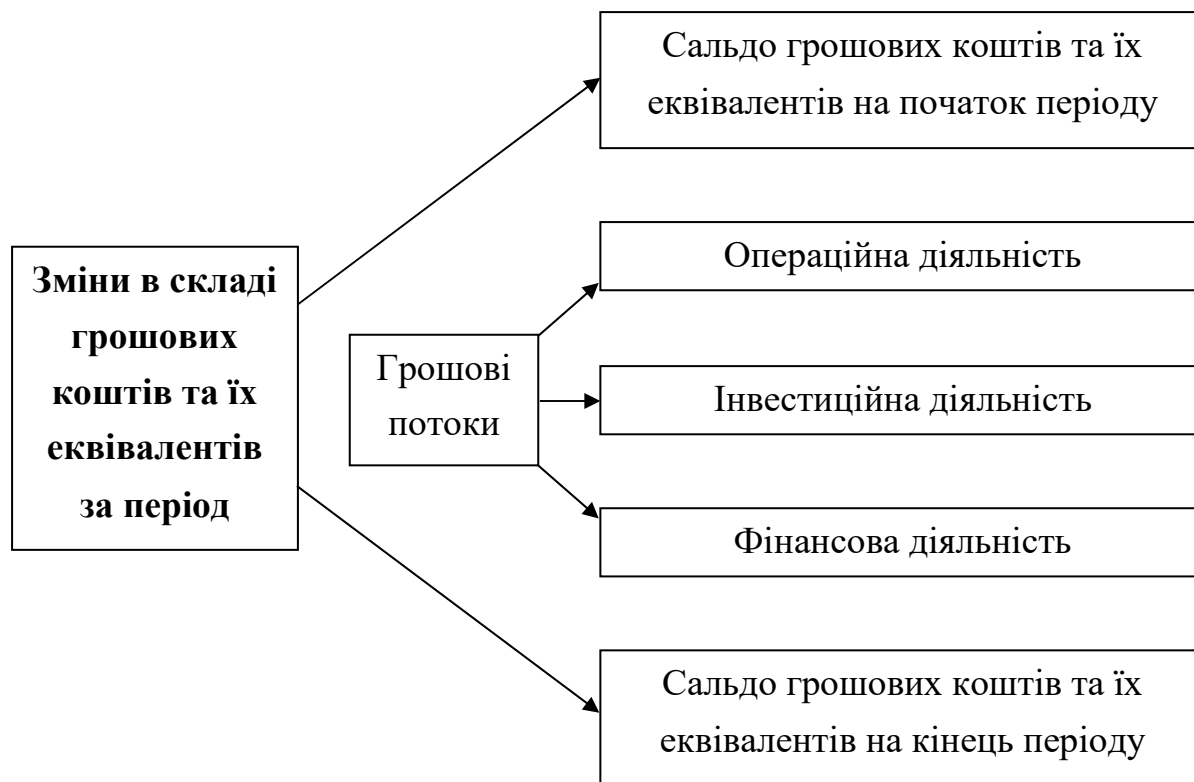 Сальдо грошових коштів та їх
еквівалентів на початок періоду
Зміни в складі
грошових
коштів та їх
еквівалентів
за період
Грошові
потоки
Операційна діяльність
Інвестиційна діяльність
Фінансова діяльність
Сальдо грошових коштів та їх
еквівалентів на кінець періоду